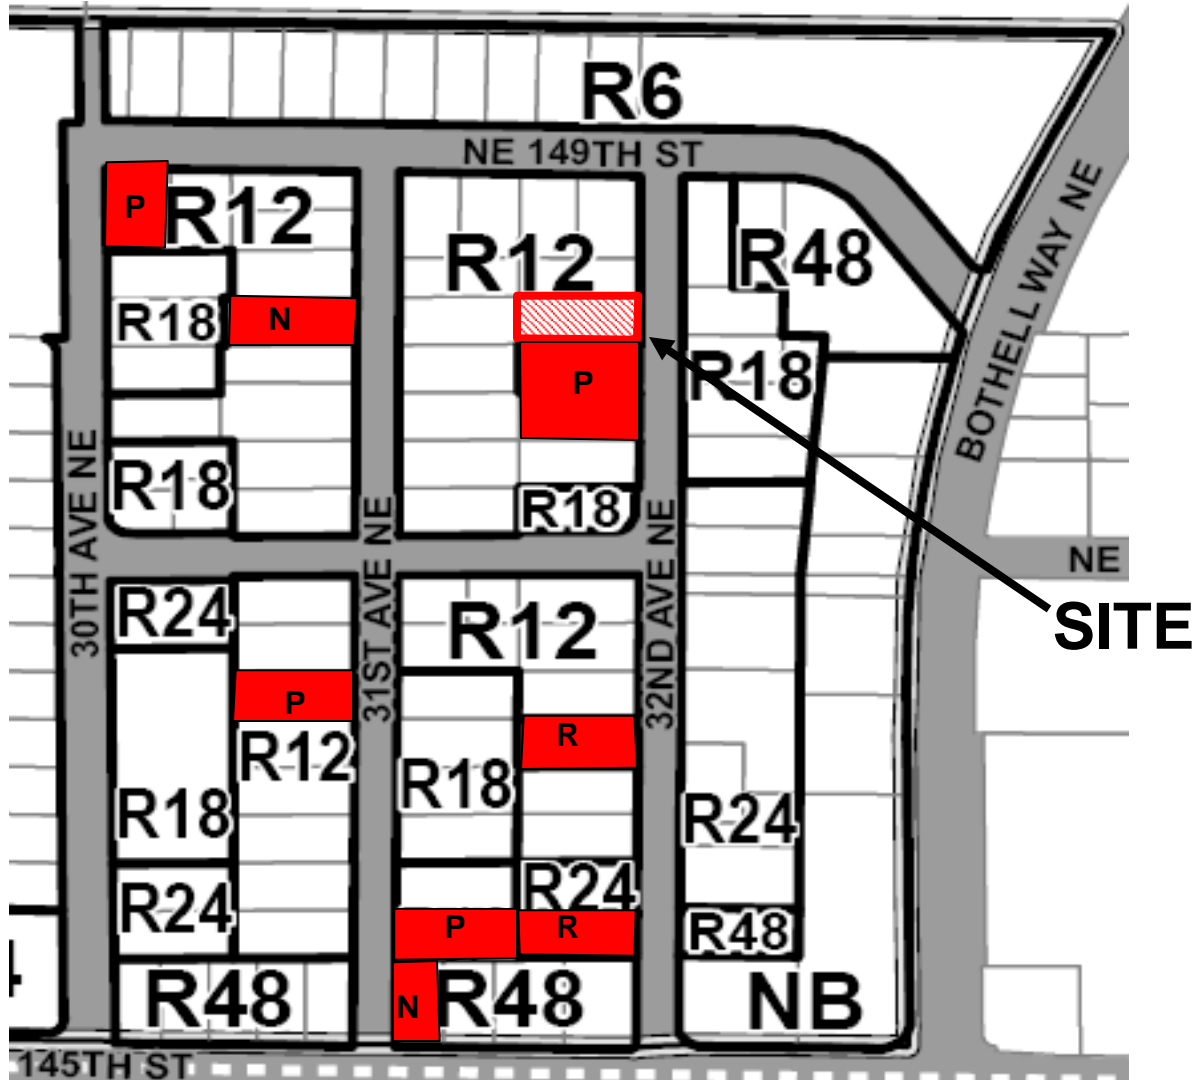 R6
NE 149TH ST
BOTHELL WAY NE
P
R12
R12
R48
R18
N
P
R18
R18
R18
30TH AVE NE
31ST AVE NE
32ND AVE NE
NE
SITE
R24
R12
P
R12
R
R18
R18
R24
R24
R24
P
R
R48
R48
N
R48
NB
145TH ST